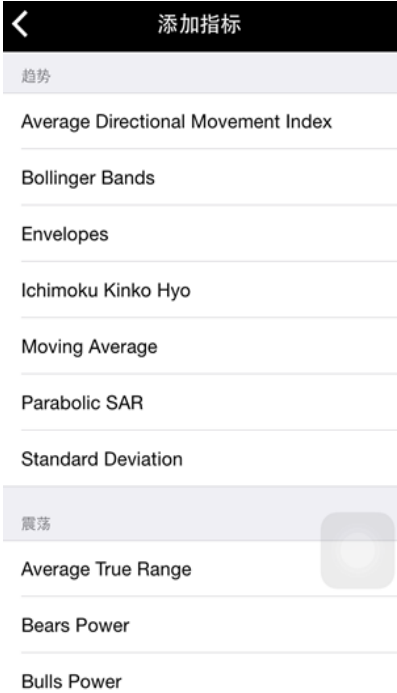 添加指标
趋势
Average Directional Movement Index
Bollinger Bands
Envelopes
Ichimoku Kinko Hyo
Moving Average
Parabolic SAR
Standard Deviation
震荡
Average True Range
Bears Power
Bulls Power